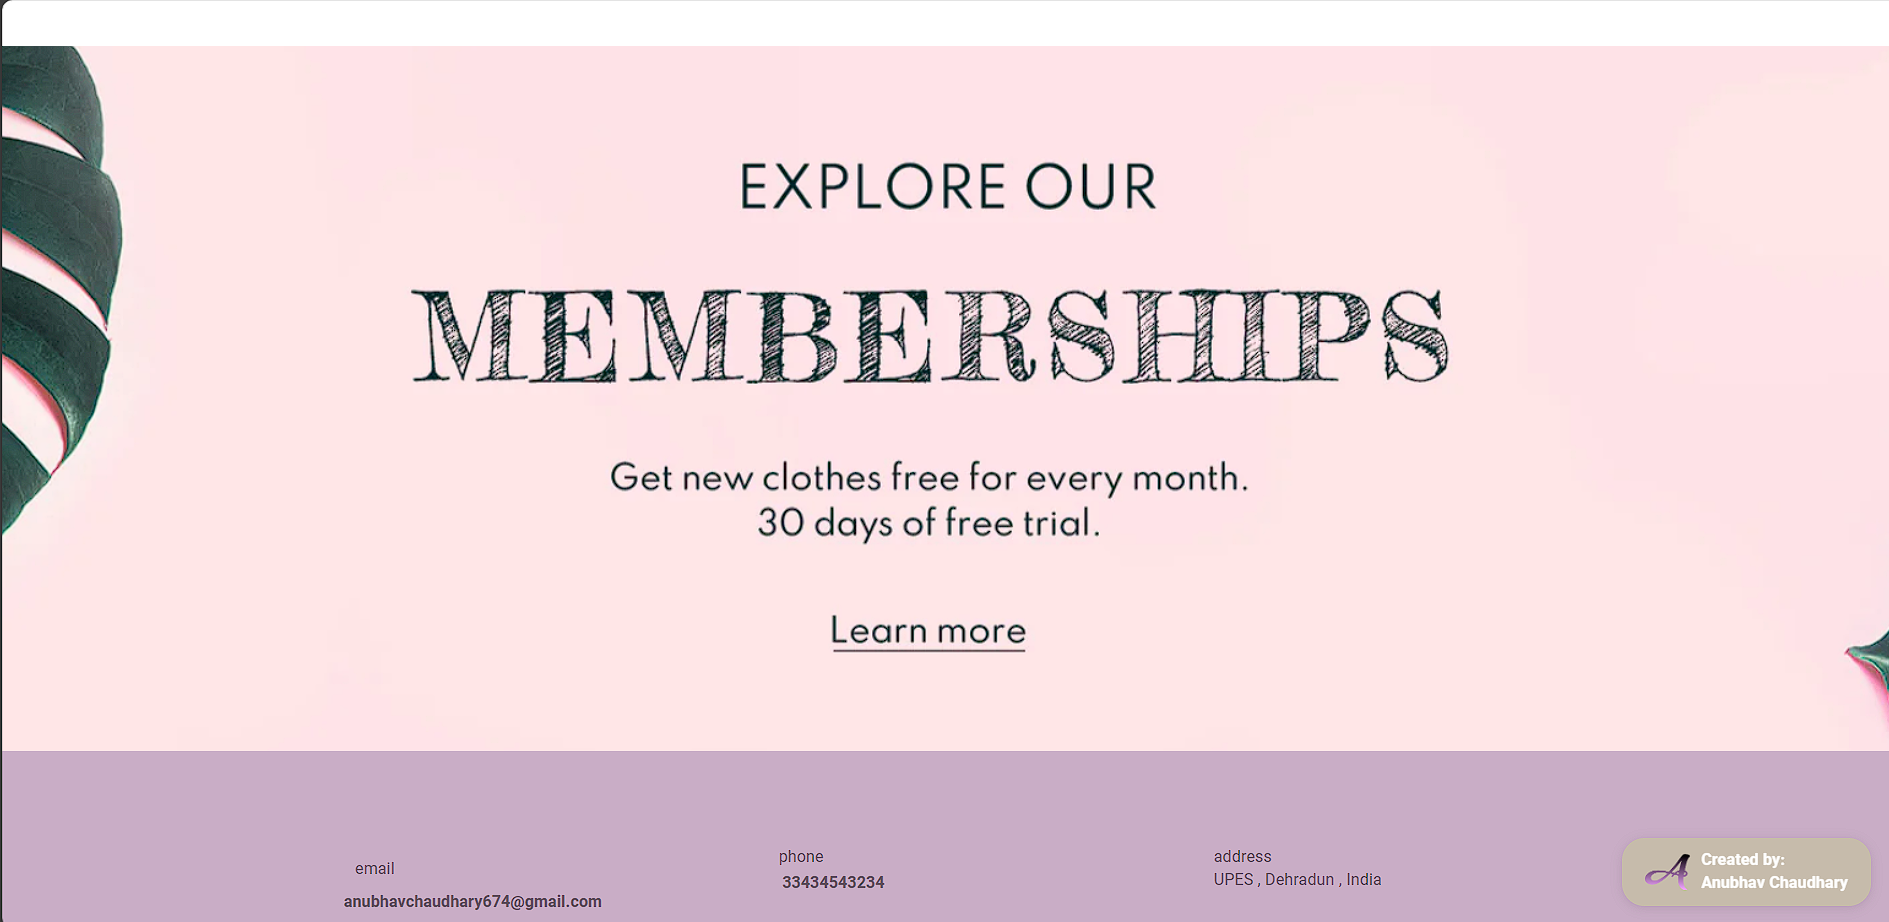 EXPLORE OUR
MEMBERSHIPS
Get new clothes free for every month.
30 days of free trial.
Learn more
email
anubhavchaudhary674@gmail.com
phone
33434543234
address
UPES , Dehradun , India
A
Created by:
Anubhav Chaudhary